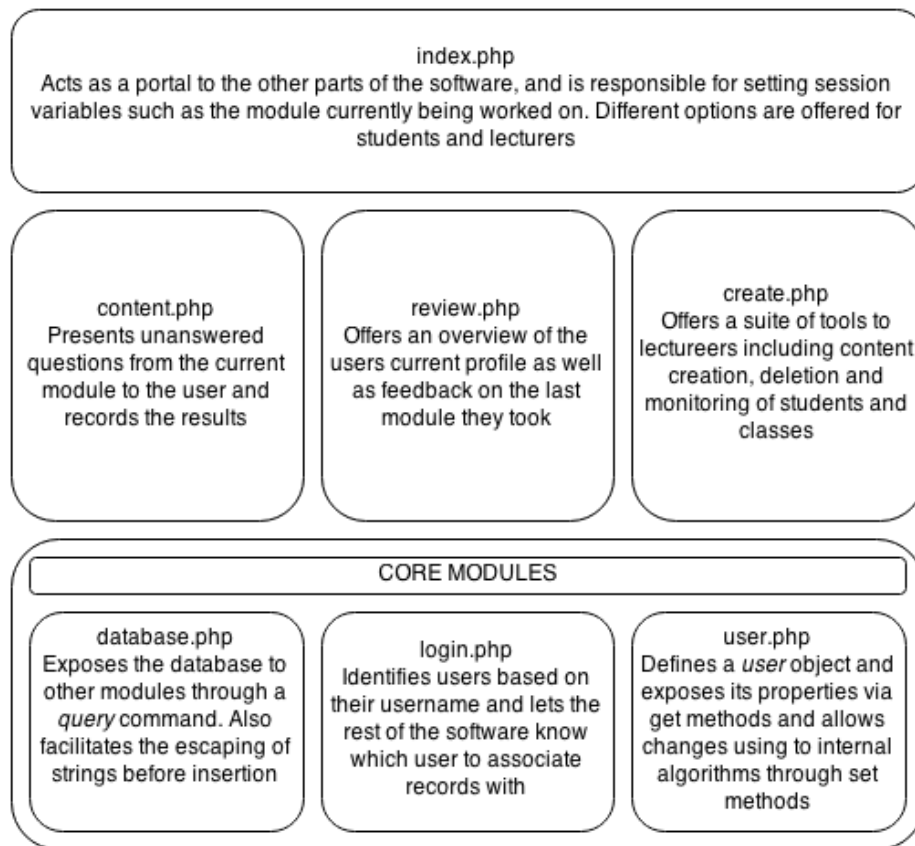 index.php
Acts as a portal to the other parts of the software, and is responsible for setting session
variables such as the module currently being worked on. Different options are offered for
students and lecturers
content.php
Presents unanswered
questions from the current
module to the user and
records the results
review.php
Offers an overview of the
users current profile as well
as feedback on the last
module they took
create.php
Offers a suite of tools to
lectureers including content
creation, deletion and
monitoring of students and
classes
CORE MODULES
database.php
Exposes the database to
other modules through a
query command. Also
facilitates the escaping of
strings before insertion
login.php
Identifies users based on
their username and lets the
rest of the software know
which user to associate
records with
user.php
Defines a user object and
exposes its properties via
get methods and allows
changes using to internal
algorithms through set
methods